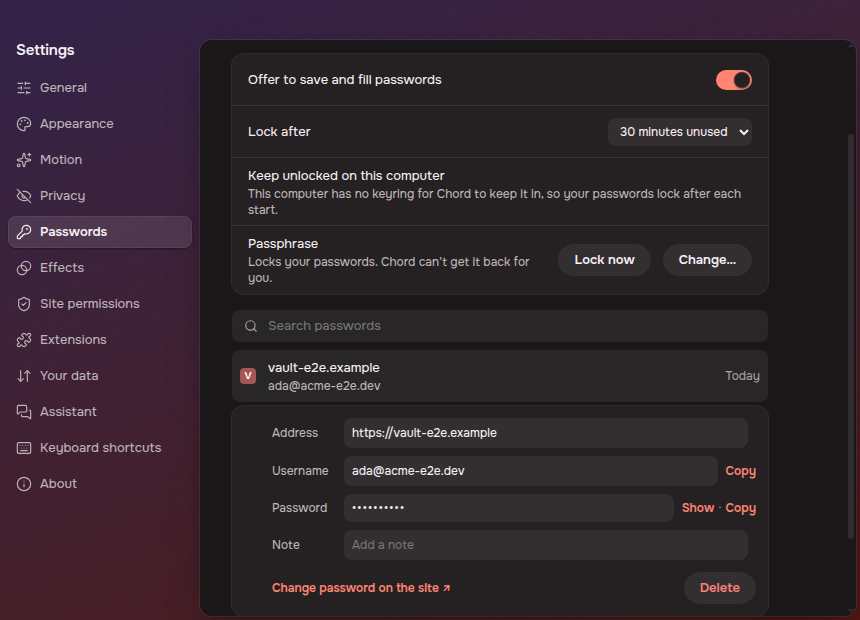 Settings
General
Appearance
Motion
Privacy
Passwords
Effects
Site permissions
Extensions
Your data
Assistant
Keyboard shortcuts
About
Offer to save and fill passwords
Lock after
30 minutes unused
Keep unlocked on this computer
This computer has no keyring for Chord to keep it in, so your passwords lock after each
start.
Passphrase
Locks your passwords. Chord can't get it back for
you.
Lock now
Change...
Search passwords
V
vault-e2e.example
ada@acme-e2e.dev
Today
Address
https://vault-e2e.example
Username
ada@acme-e2e.dev
Copy
Password
••••••••••
Show · Copy
Note
Add a note
Change password on the site ↗
Delete